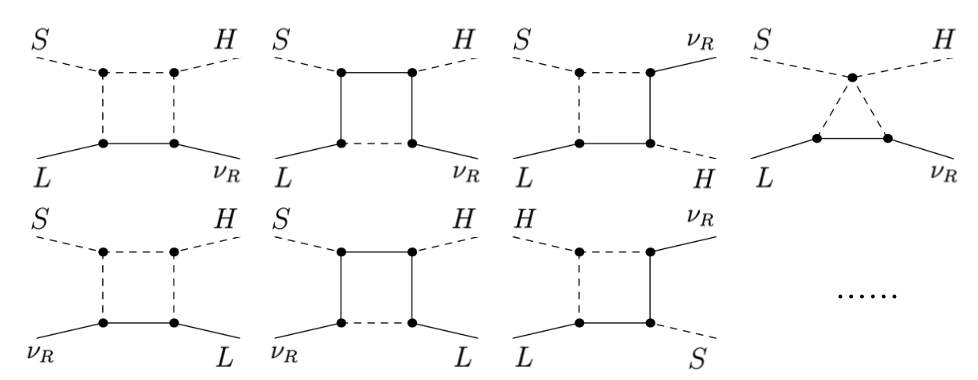 S H S H S ν_R S H
L ν_R L ν_R L H L ν_R
S H S H H ν_R
ν_R L ν_R L L S
......